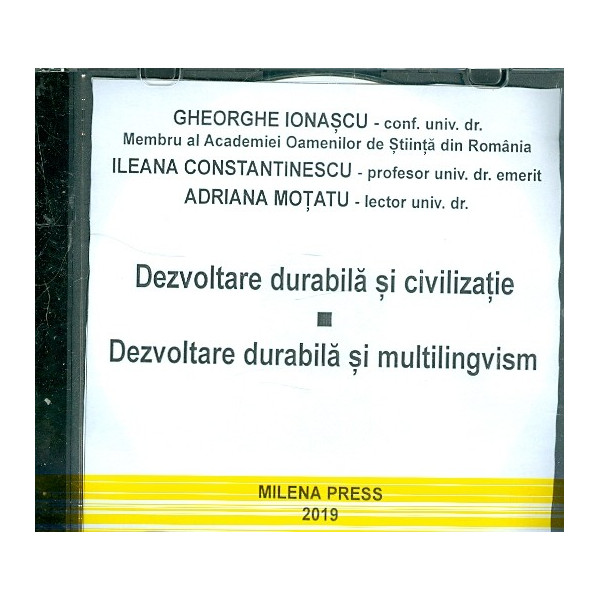 GHEORGHE IONAȘCU - conf. univ. dr.
Membru al Academiei Oamenilor de Știință din România
ILEANA CONSTANTINESCU - profesor univ. dr. emerit
ADRIANA MOȚATU - lector univ. dr.
Dezvoltare durabilă și civilizație
Dezvoltare durabilă și multilingvism
MILENA PRESS
2019